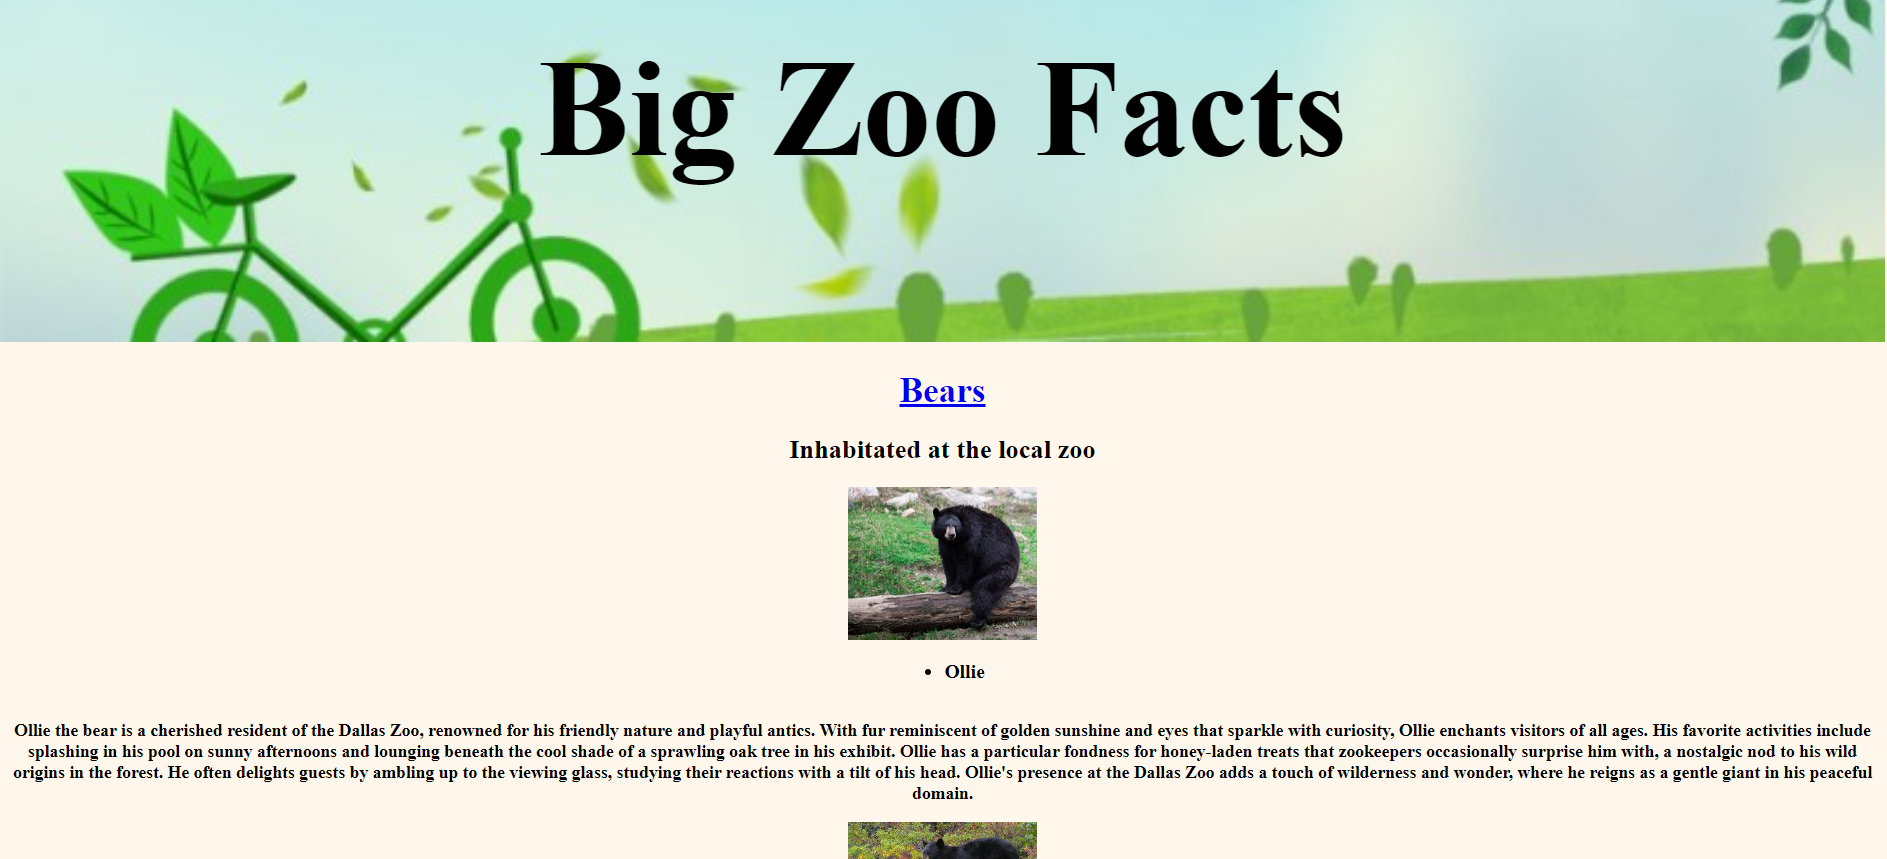 Big Zoo Facts
Bears
Inhabitated at the local zoo
• Ollie
Ollie the bear is a cherished resident of the Dallas Zoo, renowned for his friendly nature and playful antics. With fur reminiscent of golden sunshine and eyes that sparkle with curiosity, Ollie enchants visitors of all ages. His favorite activities include
splashing in his pool on sunny afternoons and lounging beneath the cool shade of a sprawling oak tree in his exhibit. Ollie has a particular fondness for honey-laden treats that zookeepers occasionally surprise him with, a nostalgic nod to his wild
origins in the forest. He often delights guests by ambling up to the viewing glass, studying their reactions with a tilt of his head. Ollie's presence at the Dallas Zoo adds a touch of wilderness and wonder, where he reigns as a gentle giant in his peaceful
domain.